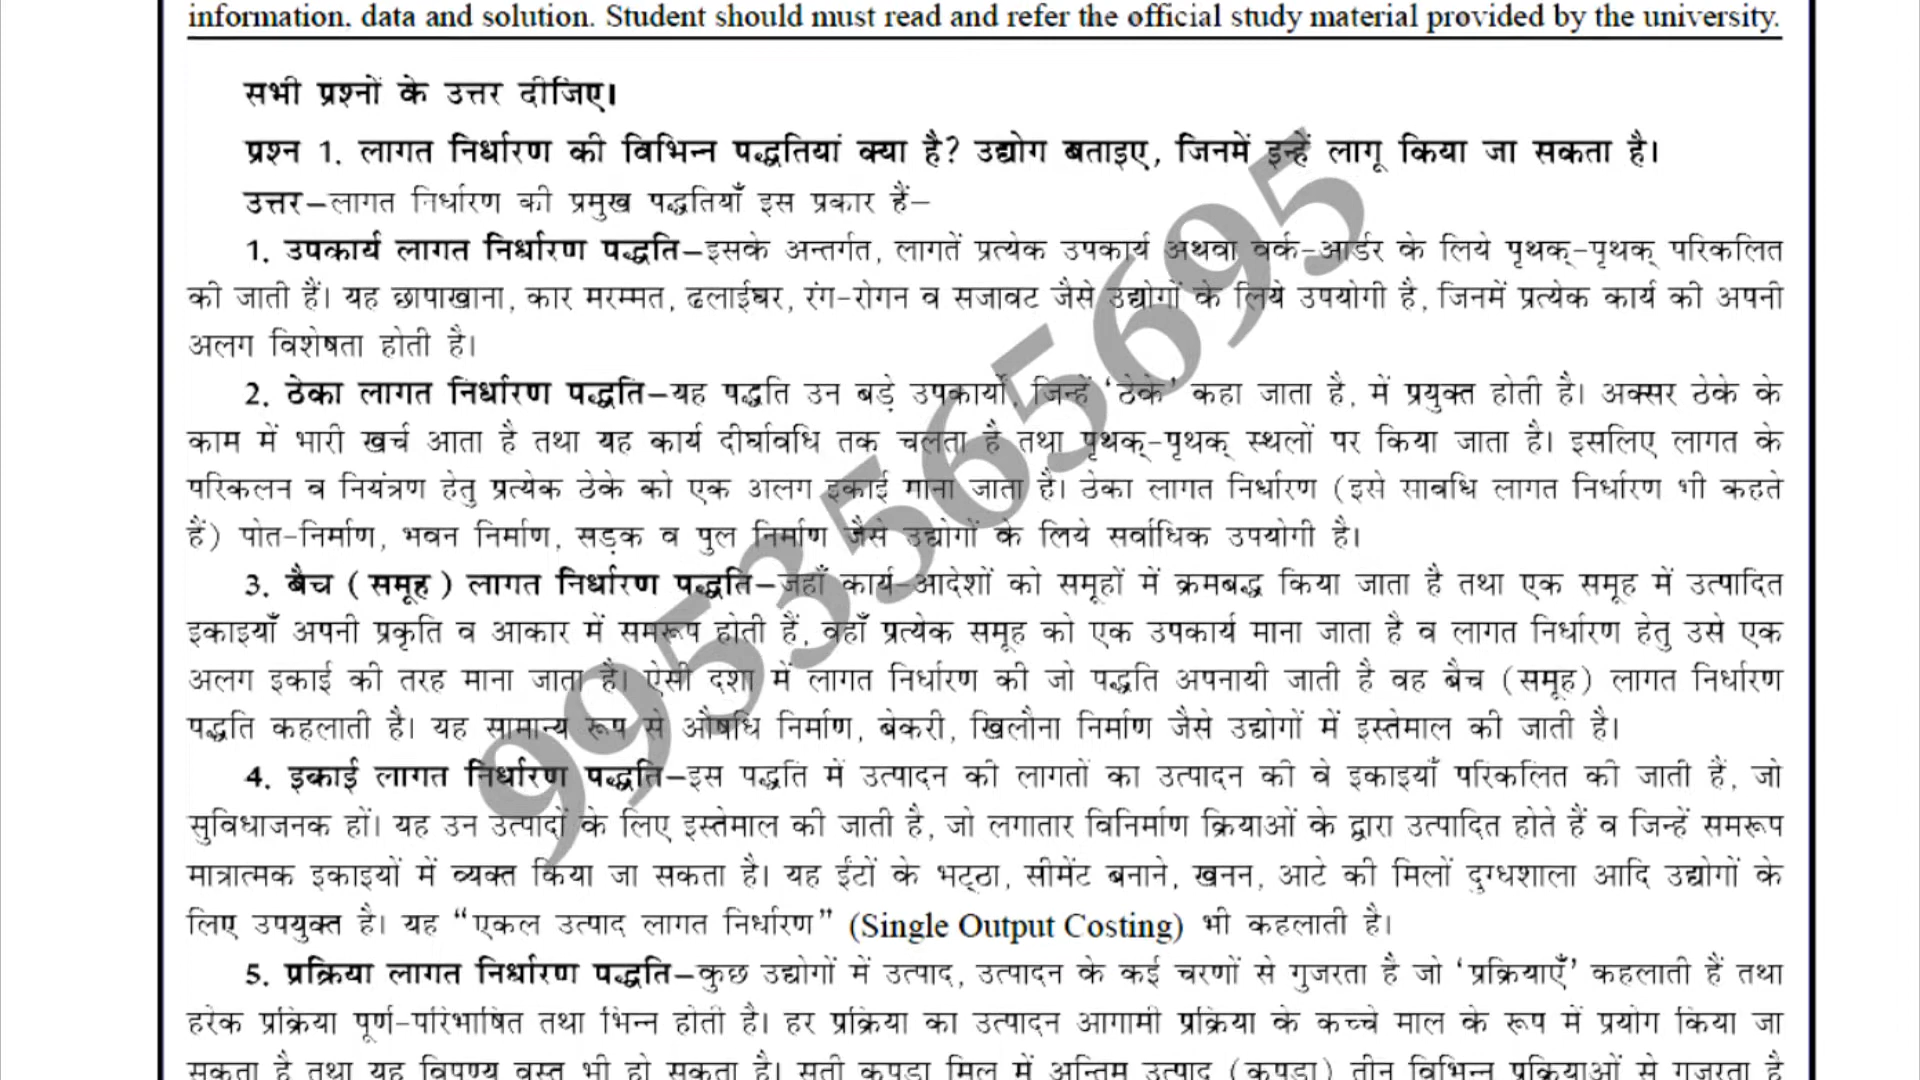 information. data and solution. Student should must read and refer the official study material provided by the university.
सभी प्रश्नों के उत्तर दीजिए।
प्रश्न 1. लागत निर्धारण की विभिन्न पद्धतियां क्या है? उद्योग बताइए, जिनमें इन्हें लागू किया जा सकता है।
उत्तर–लागत निर्धारण की प्रमुख पद्धतियाँ इस प्रकार हैं–
1. उपकार्य लागत निर्धारण पद्धति–इसके अन्तर्गत, लागतें प्रत्येक उपकार्य अथवा वर्क-आर्डर के लिये पृथक्-पृथक् परिकलित
की जाती हैं। यह छापाखाना, कार मरम्मत, ढलाईघर, रंग-रोगन व सजावट जैसे उद्योगों के लिये उपयोगी है, जिनमें प्रत्येक कार्य की अपनी
अलग विशेषता होती है।
2. ठेका लागत निर्धारण पद्धति–यह पद्धति उन बड़े उपकार्यों, जिन्हें ‘ठेके’ कहा जाता है, में प्रयुक्त होती है। अक्सर ठेके के
काम में भारी खर्च आता है तथा यह कार्य दीर्घावधि तक चलता है तथा पृथक्-पृथक् स्थलों पर किया जाता है। इसलिए लागत के
परिकलन व नियंत्रण हेतु प्रत्येक ठेके को एक अलग इकाई माना जाता है। ठेका लागत निर्धारण (इसे सावधि लागत निर्धारण भी कहते
हैं) पोत-निर्माण, भवन निर्माण, सड़क व पुल निर्माण जैसे उद्योगों के लिये सर्वाधिक उपयोगी है।
3. बैच (समूह) लागत निर्धारण पद्धति–जहाँ कार्य-आदेशों को समूहों में क्रमबद्ध किया जाता है तथा एक समूह में उत्पादित
इकाइयाँ अपनी प्रकृति व आकार में समरूप होती हैं, वहाँ प्रत्येक समूह को एक उपकार्य माना जाता है व लागत निर्धारण हेतु उसे एक
अलग इकाई की तरह माना जाता है। ऐसी दशा में लागत निर्धारण की जो पद्धति अपनायी जाती है वह बैच (समूह) लागत निर्धारण
पद्धति कहलाती है। यह सामान्य रूप से औषधि निर्माण, बेकरी, खिलौना निर्माण जैसे उद्योगों में इस्तेमाल की जाती है।
4. इकाई लागत निर्धारण पद्धति–इस पद्धति में उत्पादन की लागतों का उत्पादन की वे इकाइयाँ परिकलित की जाती हैं, जो
सुविधाजनक हों। यह उन उत्पादों के लिए इस्तेमाल की जाती है, जो लगातार विनिर्माण क्रियाओं के द्वारा उत्पादित होते हैं व जिन्हें समरूप
मात्रात्मक इकाइयों में व्यक्त किया जा सकता है। यह ईंटों के भट्ठा, सीमेंट बनाने, खनन, आटे की मिलों दुग्धशाला आदि उद्योगों के
लिए उपयुक्त है। यह “एकल उत्पाद लागत निर्धारण” (Single Output Costing) भी कहलाती है।
5. प्रक्रिया लागत निर्धारण पद्धति–कुछ उद्योगों में उत्पाद, उत्पादन के कई चरणों से गुजरता है जो ‘प्रक्रियाएँ’ कहलाती हैं तथा
हरेक प्रक्रिया पूर्ण-परिभाषित तथा भिन्न होती है। हर प्रक्रिया का उत्पादन आगामी प्रक्रिया के कच्चे माल के रूप में प्रयोग किया जा
सकता है तथा यह विपण्य वस्तु भी हो सकता है। सूती कपड़ा मिल में अन्तिम उत्पाद (कपड़ा) तीन विभिन्न प्रक्रियाओं से गुजरता है
9953565695